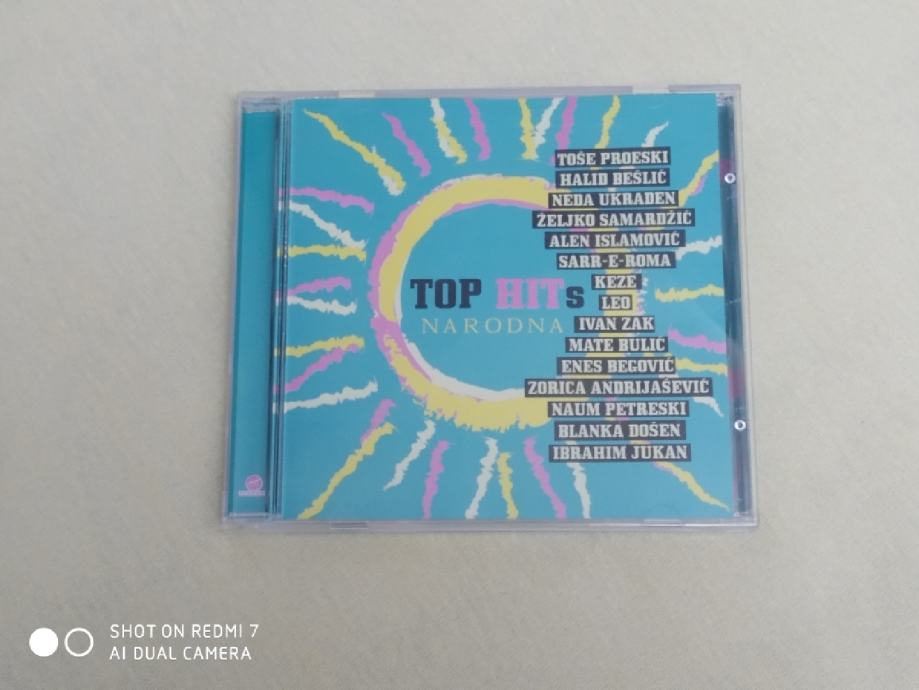 TOŠE PROESKI
HALID BEŠLIĆ
NEDA UKRADEN
ŽELJKO SAMARDŽIĆ
ALEN ISLAMOVIĆ
SARR-E-ROMA
KEZE
LEO
IVAN ZAK
MATE BULIĆ
ENES BEGOVIĆ
ZORICA ANDRIJAŠEVIĆ
NAUM PETRESKI
BLANKA DOŠEN
IBRAHIM JUKAN
TOP HITs
NARODNA
SHOT ON REDMI 7
AI DUAL CAMERA